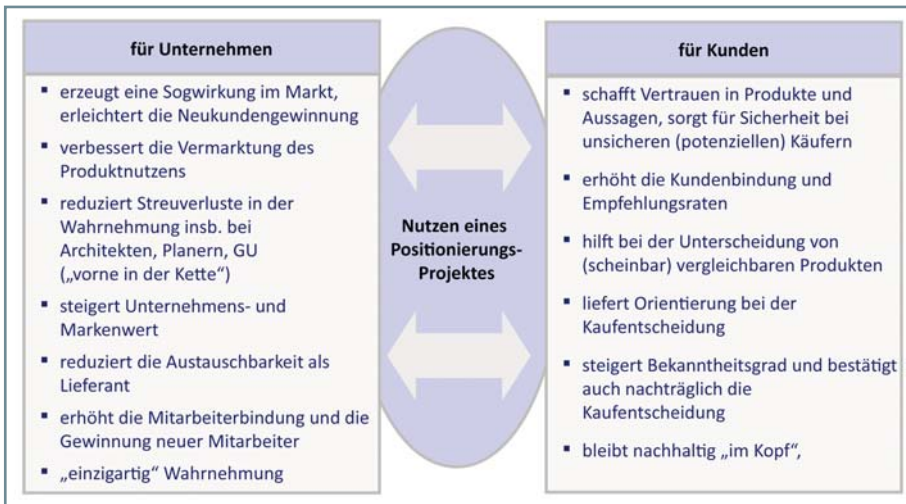 für Unternehmen
▪ erzeugt eine Sogwirkung im Markt,
erleichtert die Neukundengewinnung
▪ verbessert die Vermarktung des
Produktnutzens
▪ reduziert Streuverluste in der
Wahrnehmung insb. bei
Architekten, Planern, GU
(„vorne in der Kette“)
▪ steigert Unternehmens- und
Markenwert
▪ reduziert die Austauschbarkeit als
Lieferant
▪ erhöht die Mitarbeiterbindung und die
Gewinnung neuer Mitarbeiter
▪ „einzigartig“ Wahrnehmung
Nutzen eines
Positionierungs-
Projektes
für Kunden
▪ schafft Vertrauen in Produkte und
Aussagen, sorgt für Sicherheit bei
unsicheren (potenziellen) Käufern
▪ erhöht die Kundenbindung und
Empfehlungsraten
▪ hilft bei der Unterscheidung von
(scheinbar) vergleichbaren Produkten
▪ liefert Orientierung bei der
Kaufentscheidung
▪ steigert Bekanntheitsgrad und bestätigt
auch nachträglich die
Kaufentscheidung
▪ bleibt nachhaltig „im Kopf“,